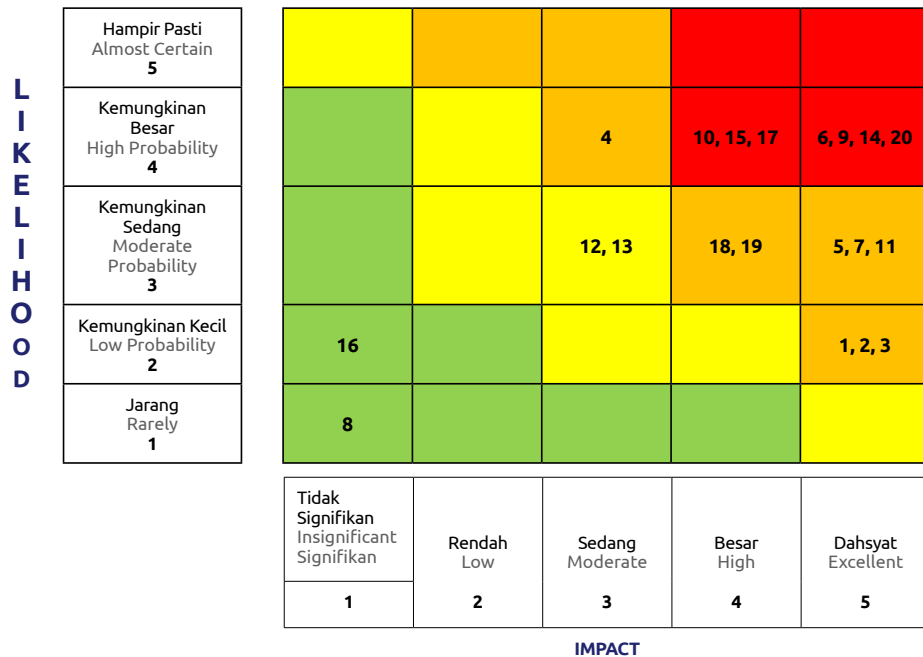 LIKELIHOOD
Hampir Pasti
Almost Certain
5
Kemungkinan
Besar
High Probability
4
4
10, 15, 17
6, 9, 14, 20
Kemungkinan
Sedang
Moderate
Probability
3
12, 13
18, 19
5, 7, 11
Kemungkinan Kecil
Low Probability
2
16
1, 2, 3
Jarang
Rarely
1
8
Tidak
Signifikan
Insignificant
Signifikan
1
Rendah
Low
2
Sedang
Moderate
3
Besar
High
4
Dahsyat
Excellent
5
IMPACT